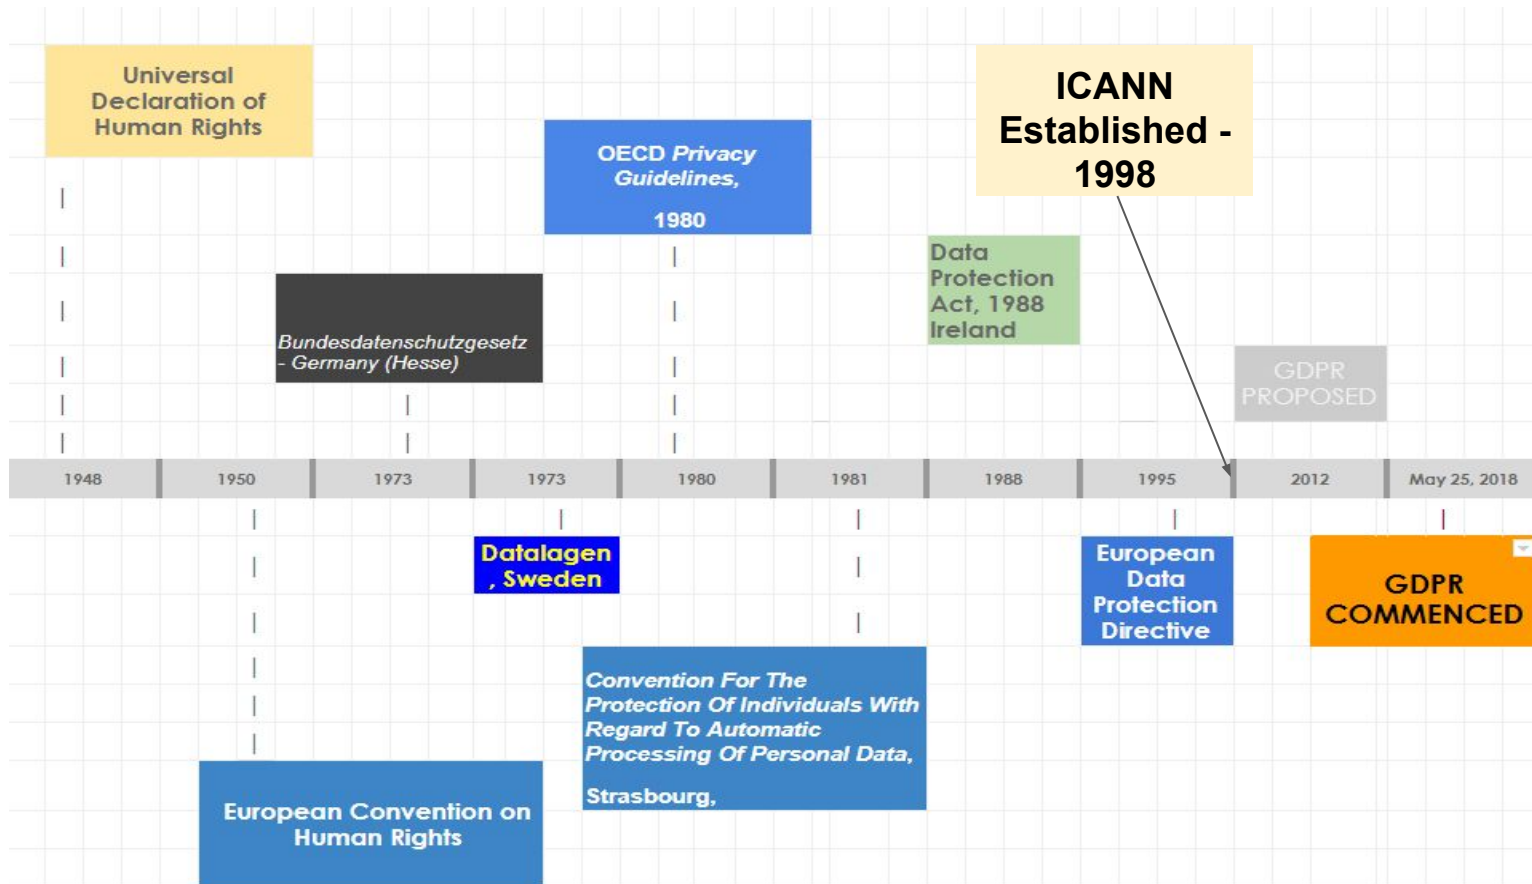 Universal
Declaration of
Human Rights
ICANN
Established -
1998
OECD Privacy
Guidelines,
1980
Data
Protection
Act, 1988
Ireland
Bundesdatenschutzgesetz
- Germany (Hesse)
GDPR
PROPOSED
1948
1950
1973
1973
1980
1981
1988
1995
2012
May 25, 2018
Datalagen
, Sweden
European
Data
Protection
Directive
GDPR
COMMENCED
Convention For The
Protection Of Individuals With
Regard To Automatic
Processing Of Personal Data,
Strasbourg,
European Convention on
Human Rights